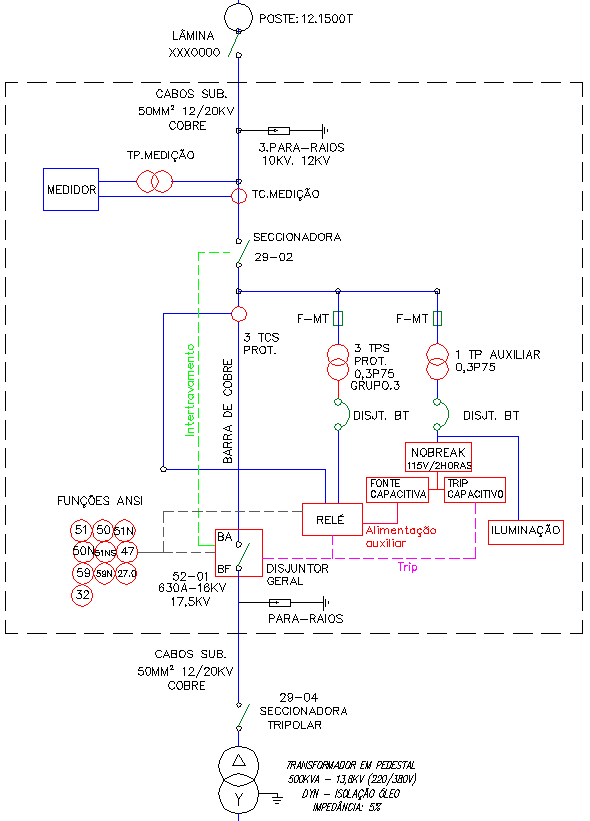 POSTE:12.1500T
LÂMINA
XXX0000
CABOS SUB.
50MM² 12/20KV
COBRE
3.PARA-RAIOS
10KV. 12KV
TP.MEDIÇÃO
MEDIDOR
TC.MEDIÇÃO
SECCIONADORA
29-02
Intertravamento
3 TCS
PROT.
F-MT
F-MT
3 TPS
PROT.
0,3P75
GRUPO.3
1 TP AUXILIAR
0,3P75
BARRA DE COBRE
DISJT. BT
DISJT. BT
NOBREAK
115V/2HORAS
FONTE
CAPACITIVA
TRIP
CAPACITIVO
RELÉ
ILUMINAÇÃO
Alimentação
auxiliar
Trip
FUNÇÕES ANSI
51 50 51N
50N 51NS 47
59 59N 27.0
32
BA
BF
52-01
630A-16KV
17,5KV
DISJUNTOR
GERAL
PARA-RAIOS
CABOS SUB.
50MM² 12/20KV
COBRE
29-04
SECCIONADORA
TRIPOLAR
Δ
Y
TRANSFORMADOR EM PEDESTAL
500KVA - 13,8KV (220/380V)
DYN - ISOLAÇÃO ÓLEO
IMPEDÂNCIA: 5%